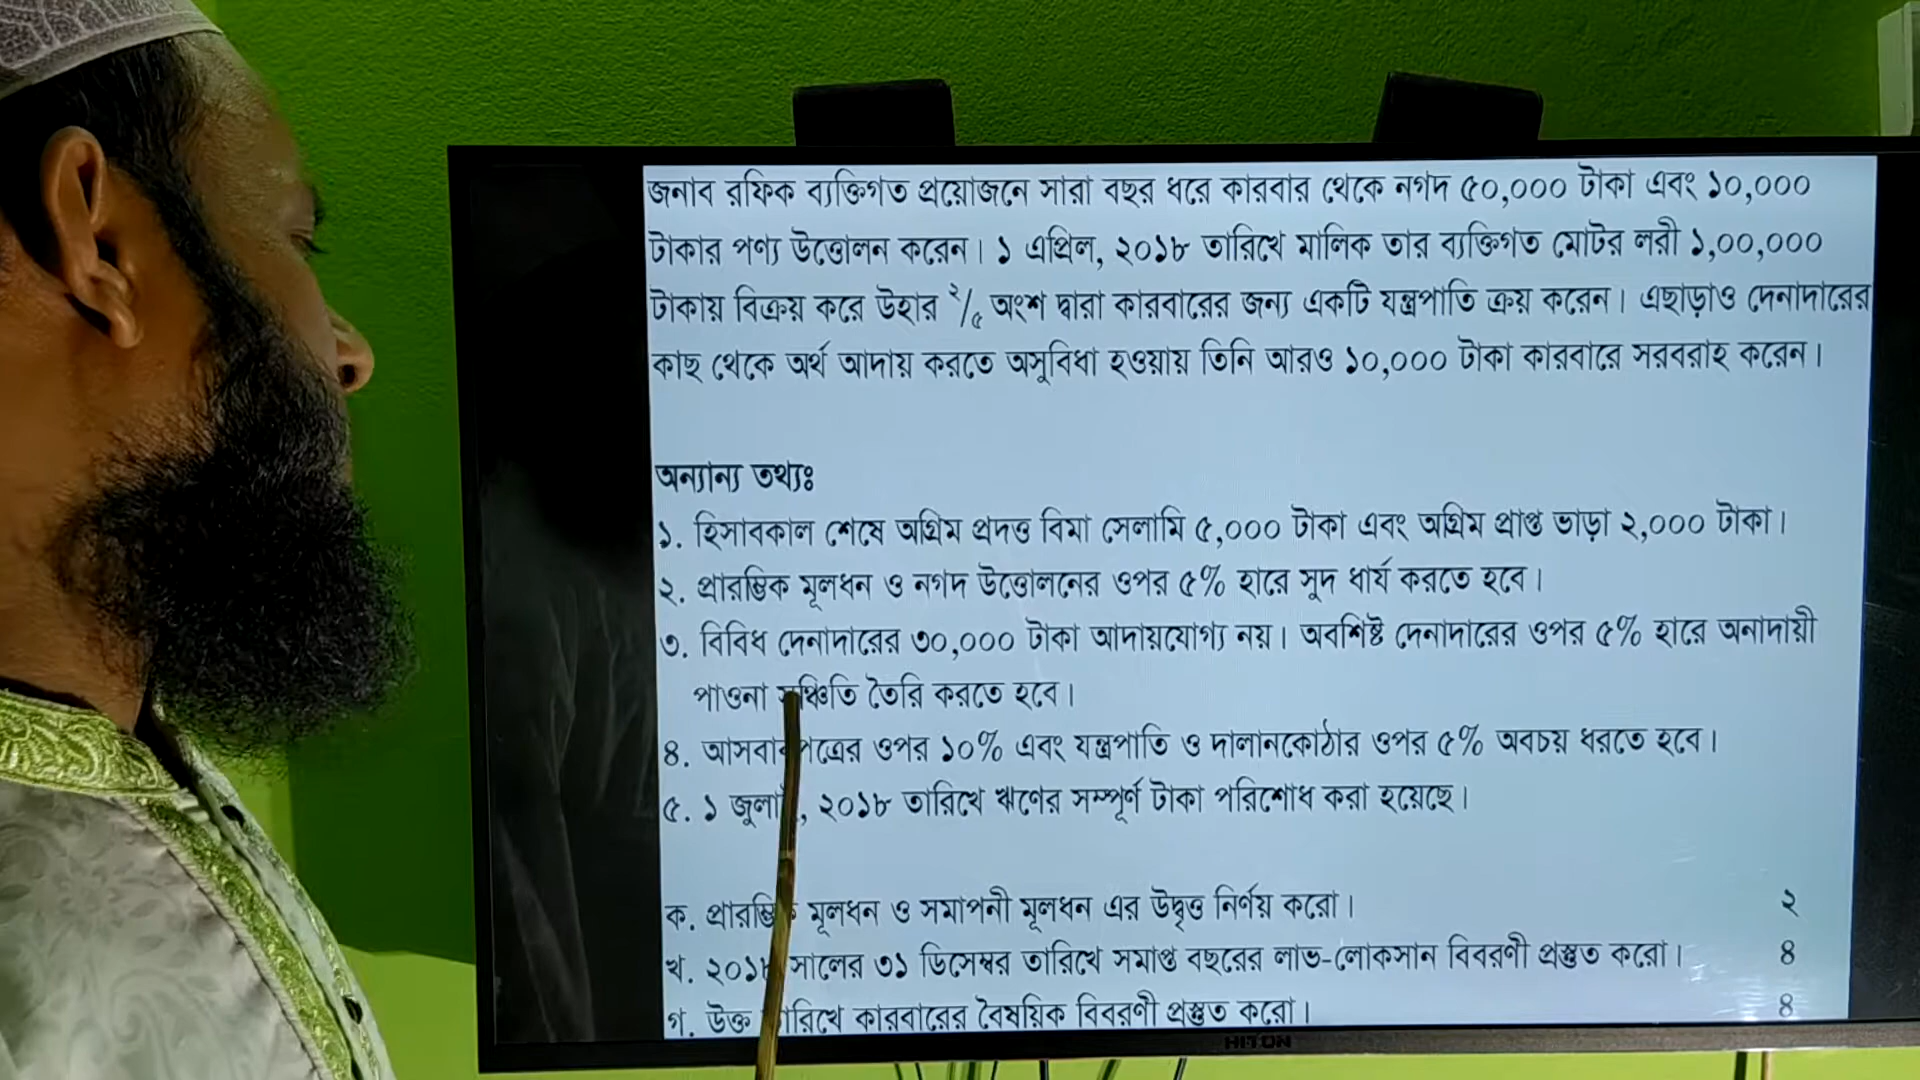 জনাব রফিক ব্যক্তিগত প্রয়োজনে সারা বছর ধরে কারবার থেকে নগদ ৫০,০০০ টাকা এবং ১০,০০০
টাকার পণ্য উত্তোলন করেন। ১ এপ্রিল, ২০১৮ তারিখে মালিক তার ব্যক্তিগত মোটর লরী ১,০০,০০০
টাকায় বিক্রয় করে উহার ২/৫ অংশ দ্বারা কারবারের জন্য একটি যন্ত্রপাতি ক্রয় করেন। এছাড়াও দেনাদারের
কাছ থেকে অর্থ আদায় করতে অসুবিধা হওয়ায় তিনি আরও ১০,০০০ টাকা কারবারে সরবরাহ করেন।
অন্যান্য তথ্যঃ
১. হিসাবকাল শেষে অগ্রিম প্রদত্ত বিমা সেলামি ৫,০০০ টাকা এবং অগ্রিম প্রাপ্ত ভাড়া ২,০০০ টাকা।
২. প্রারম্ভিক মূলধন ও নগদ উত্তোলনের ওপর ৫% হারে সুদ ধার্য করতে হবে।
৩. বিবিধ দেনাদারের ৩০,০০০ টাকা আদায়যোগ্য নয়। অবশিষ্ট দেনাদারের ওপর ৫% হারে অনাদায়ী
পাওনা সঞ্চিতি তৈরি করতে হবে।
৪. আসবাবপত্রের ওপর ১০% এবং যন্ত্রপাতি ও দালানকোঠার ওপর ৫% অবচয় ধরতে হবে।
৫. ১ জুলাই, ২০১৮ তারিখে ঋণের সম্পূর্ণ টাকা পরিশোধ করা হয়েছে।
ক. প্রারম্ভিক মূলধন ও সমাপনী মূলধন এর উদ্বৃত্ত নির্ণয় করো। ২
খ. ২০১৮ সালের ৩১ ডিসেম্বর তারিখে সমাপ্ত বছরের লাভ-লোকসান বিবরণী প্রস্তুত করো। ৪
গ. উক্ত তারিখে কারবারের বৈষয়িক বিবরণী প্রস্তুত করো। ৪
HITON